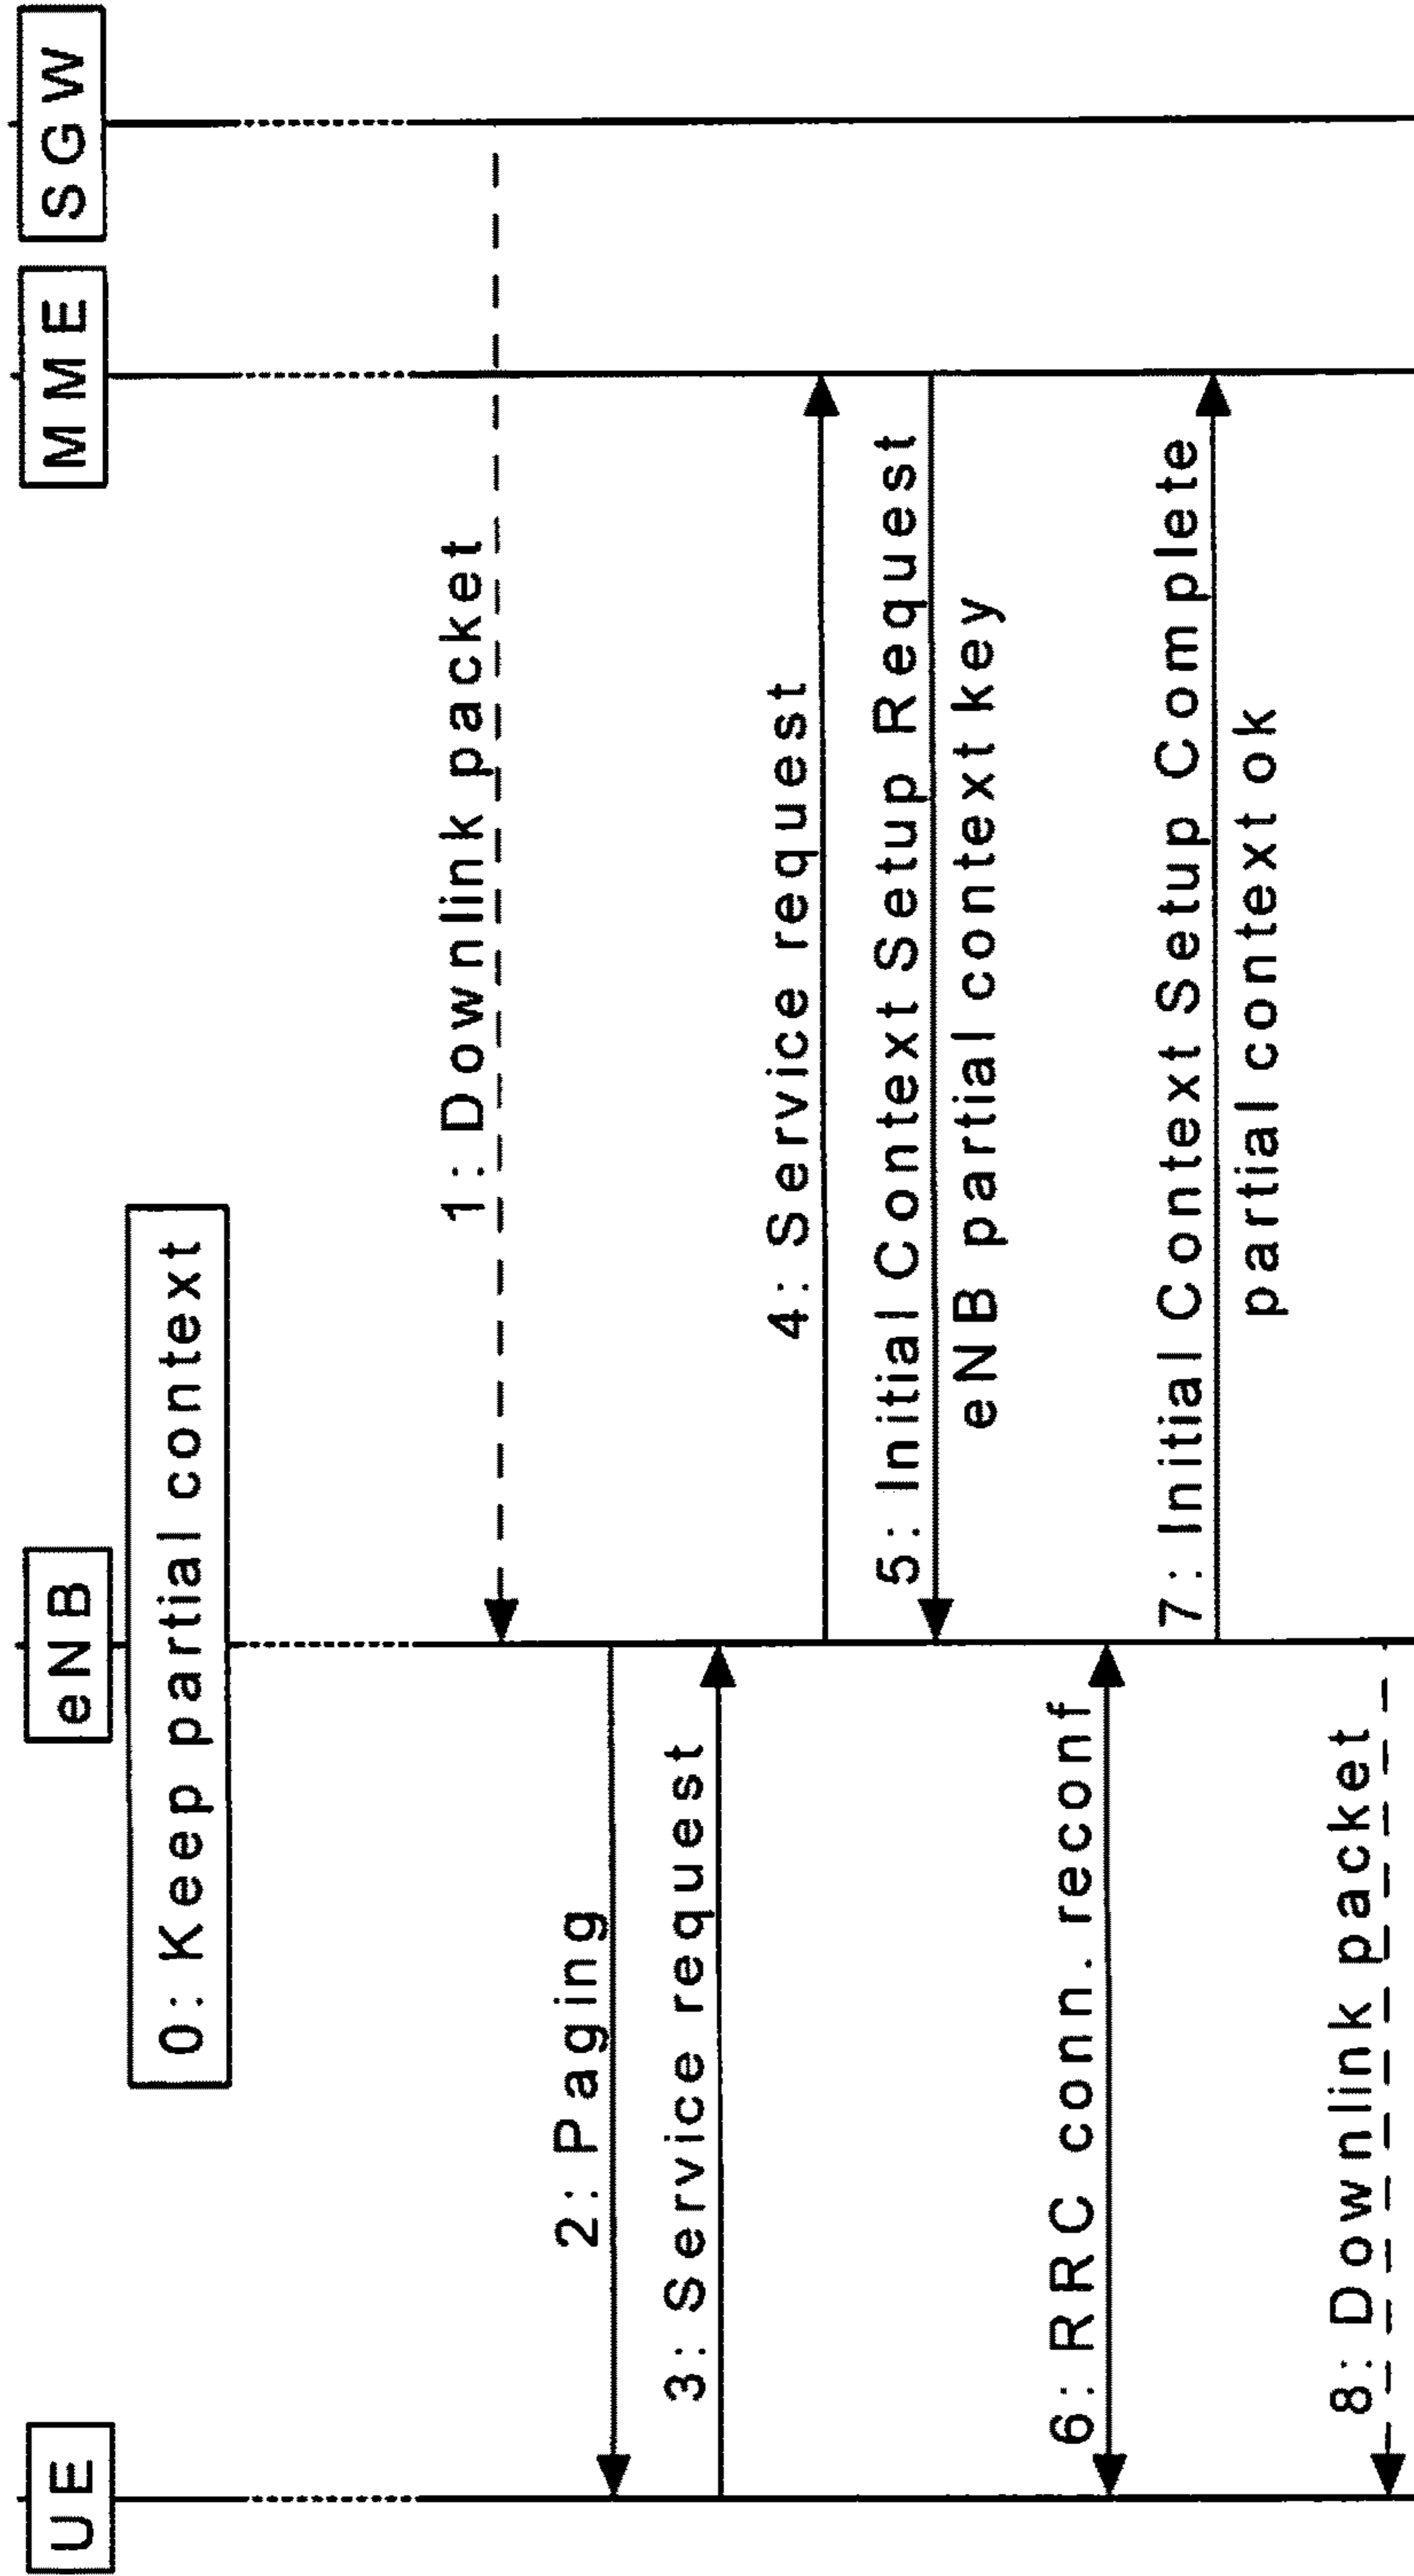 UE
eNB
MME
SGW
0: Keep partial context
1: Downlink packet
2: Paging
3: Service request
4: Service request
5: Initial Context Setup Request
eNB partial context key
6: RRC conn. reconf
7: Initial Context Setup Complete
partial context ok
8: Downlink packet